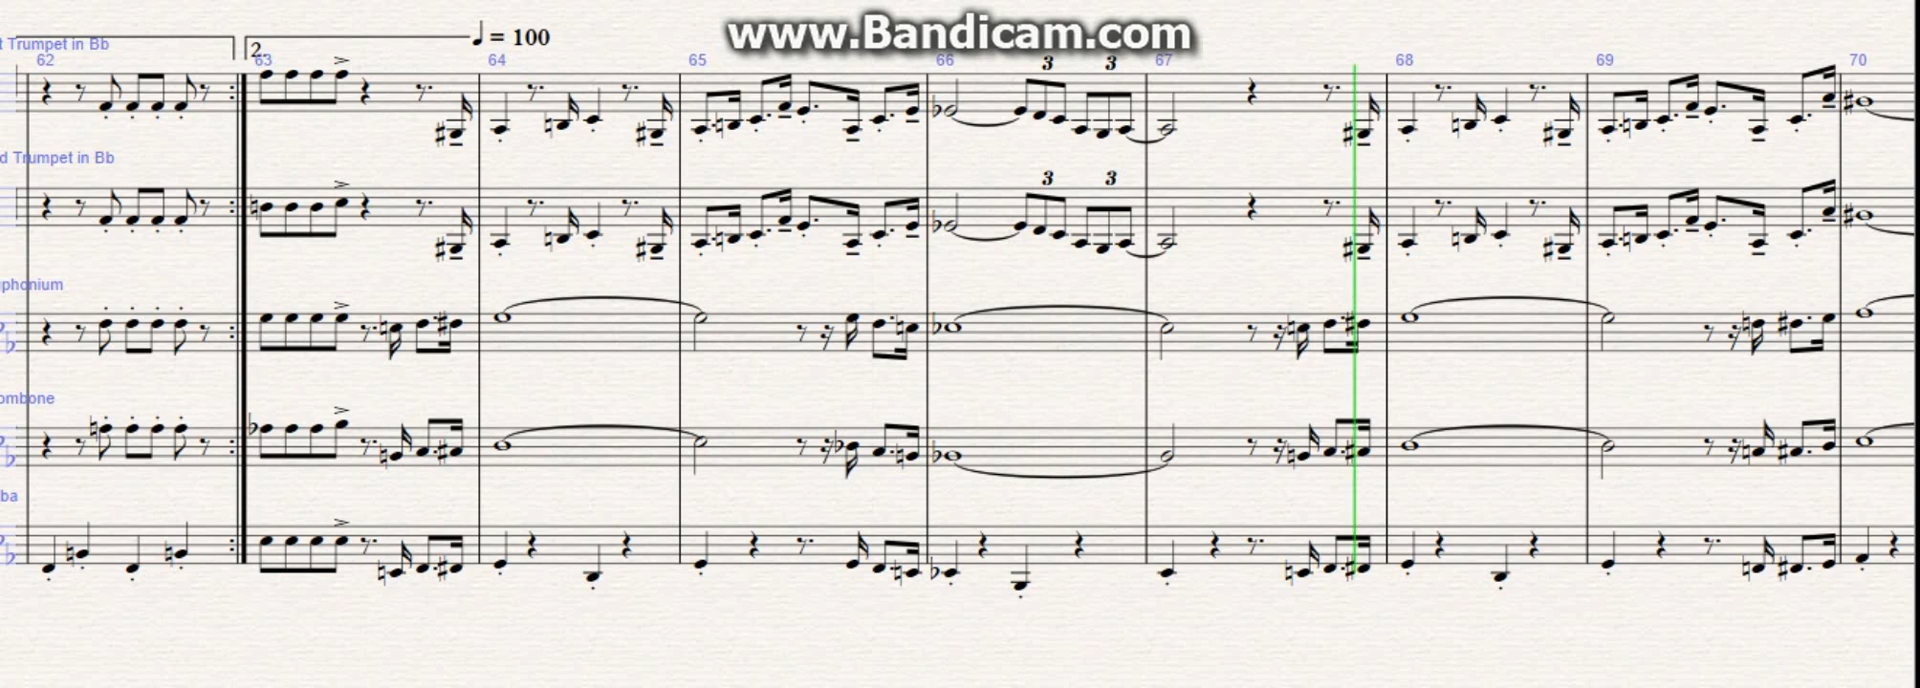 www.Bandicam.com
♩ = 100
t Trumpet in Bb
2.
62 63 64 65 66 67 68 69 70
3 3
d Trumpet in Bb
3 3
phonium
ombone
ba